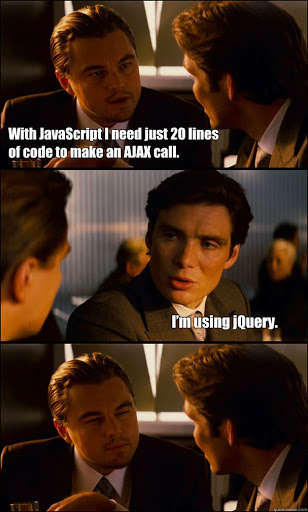 With JavaScript I need just 20 lines
of code to make an AJAX call.
I'm using jQuery.